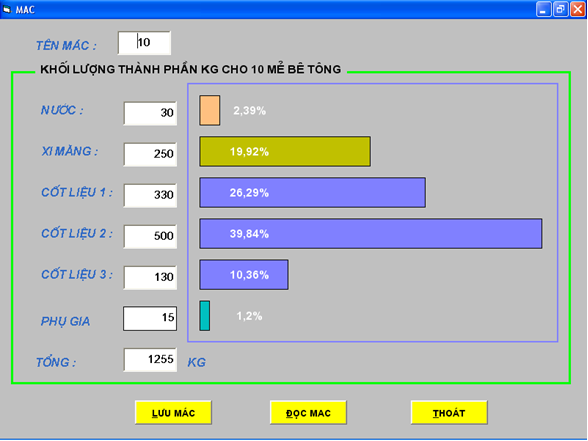 MAC
TÊN MÁC : 10
KHỐI LƯỢNG THÀNH PHẦN KG CHO 10 MẺ BÊ TÔNG
NƯỚC : 30 2,39%
XI MĂNG : 250 19,92%
CỐT LIỆU 1 : 330 26,29%
CỐT LIỆU 2 : 500 39,84%
CỐT LIỆU 3 : 130 10,36%
PHỤ GIA 15 1,2%
TỔNG : 1255 KG
LƯU MÁC ĐỌC MAC THOÁT